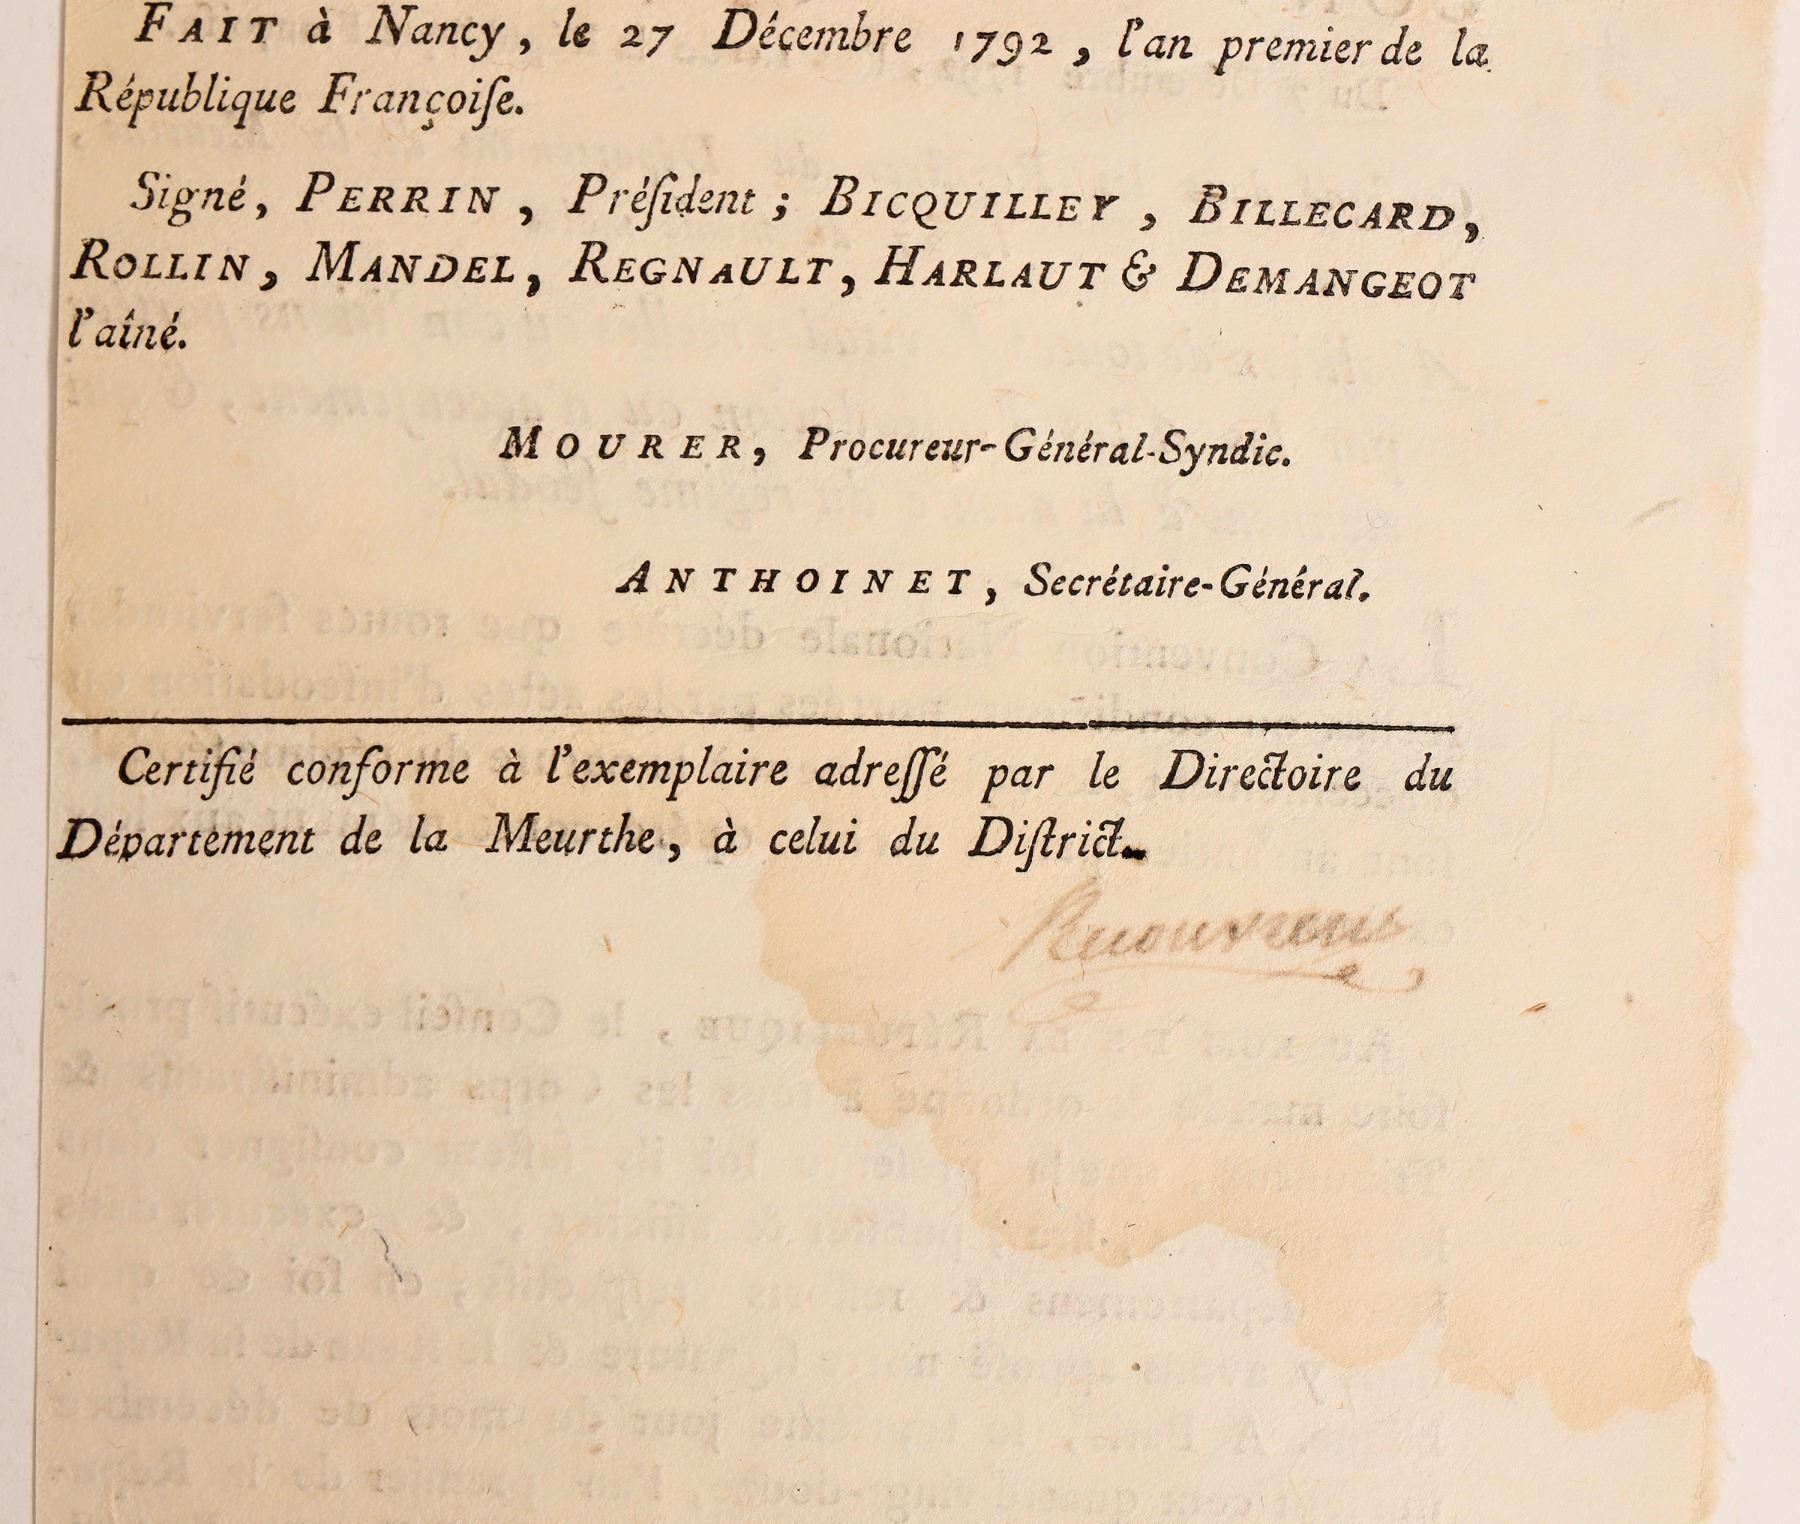 FAIT à Nancy, le 27 Décembre 1792, l'an premier de la
République Françoiſe.
Signé, PERRIN, Préſident; BICQUILLEY, BILLECARD,
ROLLIN, MANDEL, REGNAULT, HARLAUT & DEMANGEOT
l'aîné.
MOURER, Procureur-Général-Syndic.
ANTHOINET, Secrétaire-Général.
Certifié conforme à l'exemplaire adreſſé par le Directoire du
Département de la Meurthe, à celui du Diſtrict.